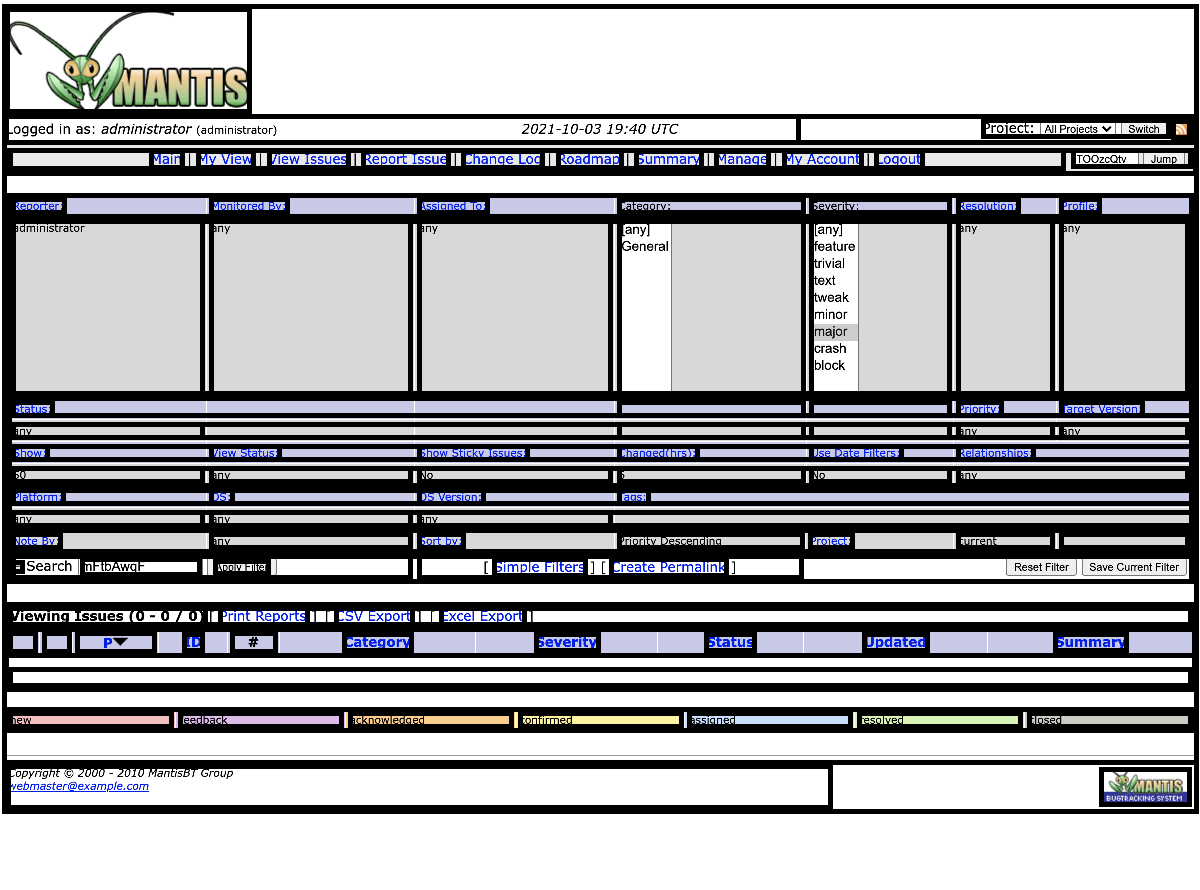 MANTIS
Logged in as: administrator (administrator) 2021-10-03 19:40 UTC Project: All Projects Switch
Main | My View | View Issues | Report Issue | Change Log | Roadmap | Summary | Manage | My Account | Logout TOOzcQtv Jump
Reporter: Monitored By: Assigned To: Category: Severity: Resolution: Profile:
administrator any any [any] [any] any any
General feature
trivial
text
tweak
minor
major
crash
block
Status: Priority: Target Version:
any any any
Show: View Status: Show Sticky Issues: Changed(hrs): Use Date Filters: Relationships:
50 any No 6 No any
Platform: OS: OS Version: Tags:
any any any
Note By: any Sort by: Priority Descending Project: current
Search mFtbAwqF Apply Filter [ Simple Filters ] [ Create Permalink ] Reset Filter Save Current Filter
Viewing Issues (0 - 0 / 0) [ Print Reports ] [ CSV Export ] [ Excel Export ]
P ID # Category Severity Status Updated Summary
new feedback acknowledged confirmed assigned resolved closed
Copyright © 2000 - 2010 MantisBT Group
webmaster@example.com
MANTIS
BUGTRACKING SYSTEM